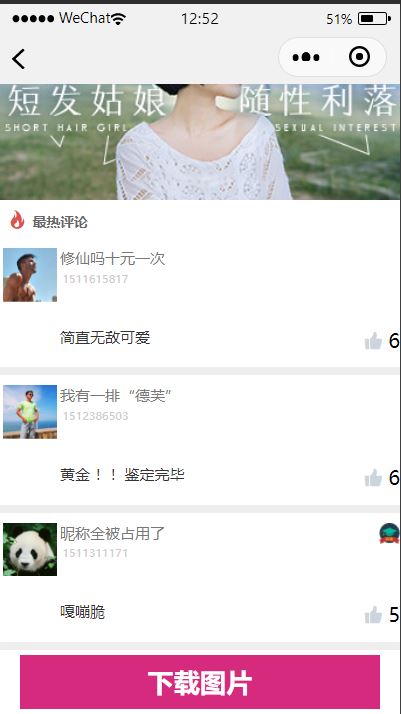 WeChat 12:52 51%
短发姑娘 随性利落
SHORT HAIR GIRL SEXUAL INTEREST
最热评论
修仙吗十元一次
1511615817
简直无敌可爱
6
我有一排“德芙”
1512386503
黄金！！鉴定完毕
6
昵称全被占用了
1511311171
嘎嘣脆
5
下载图片